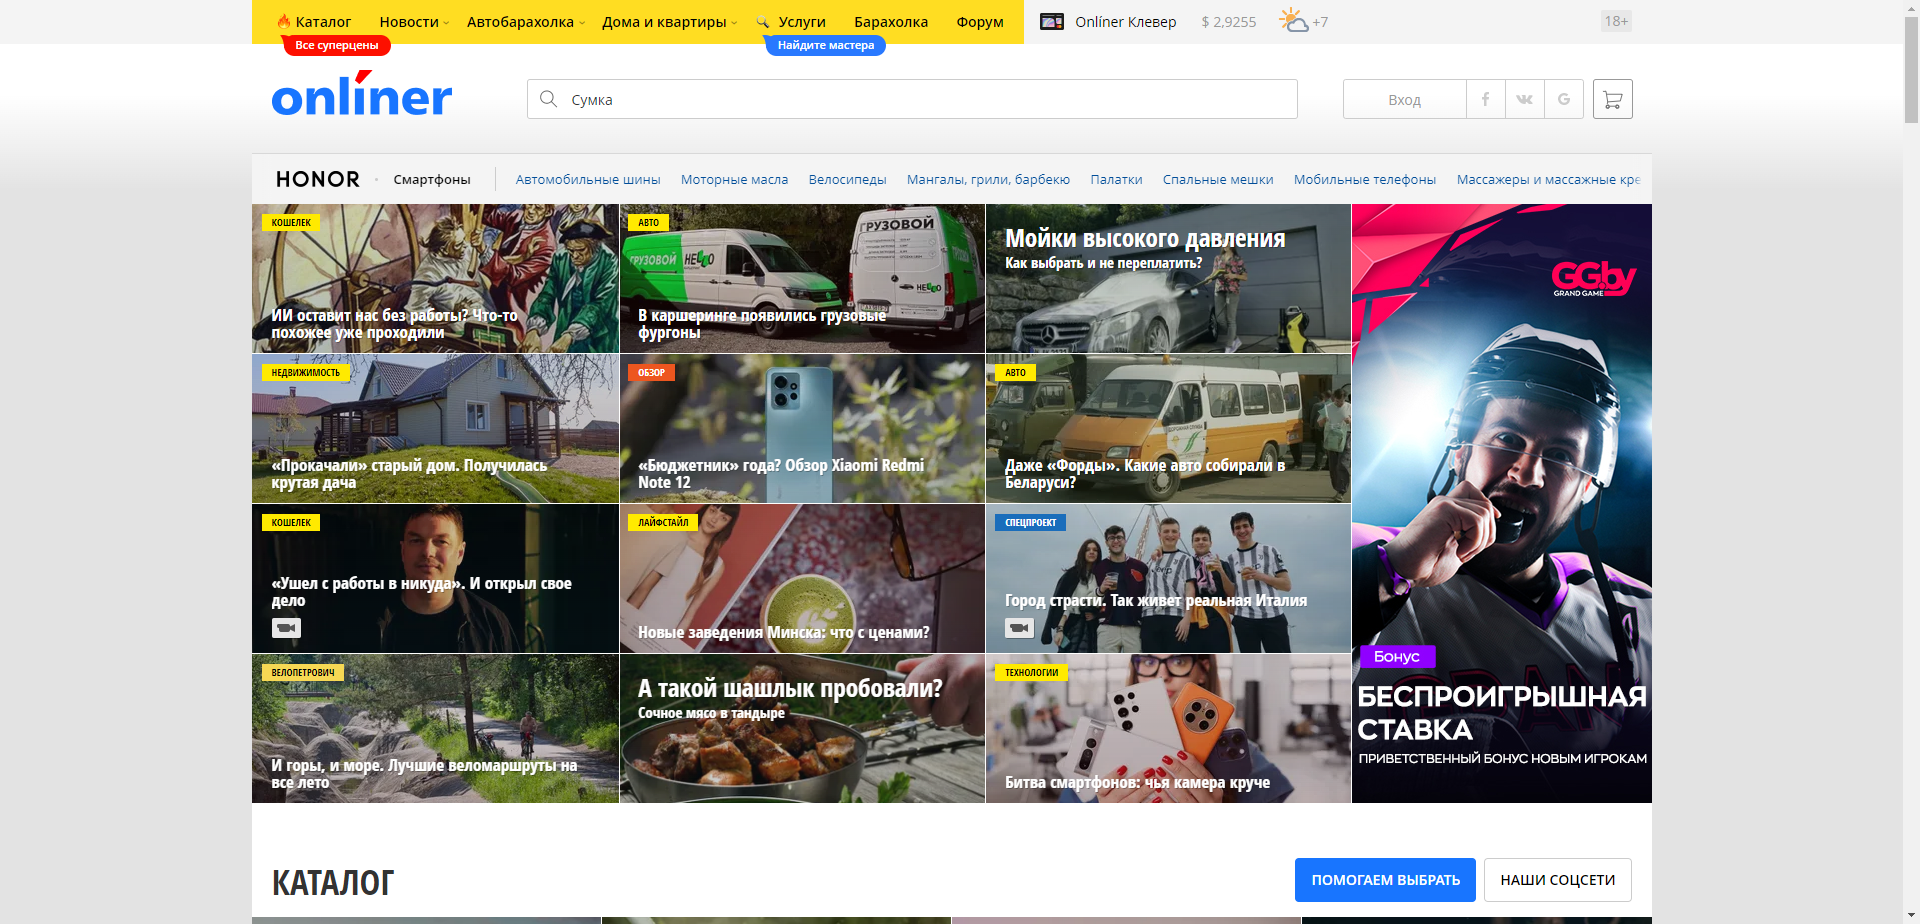 Каталог Новости Автобарахолка Дома и квартиры Услуги Барахолка Форум Onlíner Клевер $ 2,9255 +7 18+
Все суперцены Найдите мастера
onlíner
Сумка
Вход
HONOR Смартфоны Автомобильные шины Моторные масла Велосипеды Мангалы, грили, барбекю Палатки Спальные мешки Мобильные телефоны Массажеры и массажные кре
КОШЕЛЕК
ИИ оставит нас без работы? Что-то
похожее уже проходили
АВТО
ГРУЗОВОЙ
ГРУЗОВОЙ
В каршеринге появились грузовые
фургоны
Мойки высокого давления
Как выбрать и не переплатить?
GG.by
GRAND GAME
НЕДВИЖИМОСТЬ
«Прокачали» старый дом. Получилась
крутая дача
ОБЗОР
«Бюджетник» года? Обзор Xiaomi Redmi
Note 12
АВТО
Даже «Форды». Какие авто собирали в
Беларуси?
КОШЕЛЕК
«Ушел с работы в никуда». И открыл свое
дело
ЛАЙФСТАЙЛ
Новые заведения Минска: что с ценами?
СПЕЦПРОЕКТ
Город страсти. Так живет реальная Италия
ВЕЛОПЕТРОВИЧ
И горы, и море. Лучшие веломаршруты на
все лето
А такой шашлык пробовали?
Сочное мясо в тандыре
ТЕХНОЛОГИИ
Битва смартфонов: чья камера круче
Бонус
БЕСПРОИГРЫШНАЯ
СТАВКА
ПРИВЕТСТВЕННЫЙ БОНУС НОВЫМ ИГРОКАМ
КАТАЛОГ
ПОМОГАЕМ ВЫБРАТЬ
НАШИ СОЦСЕТИ